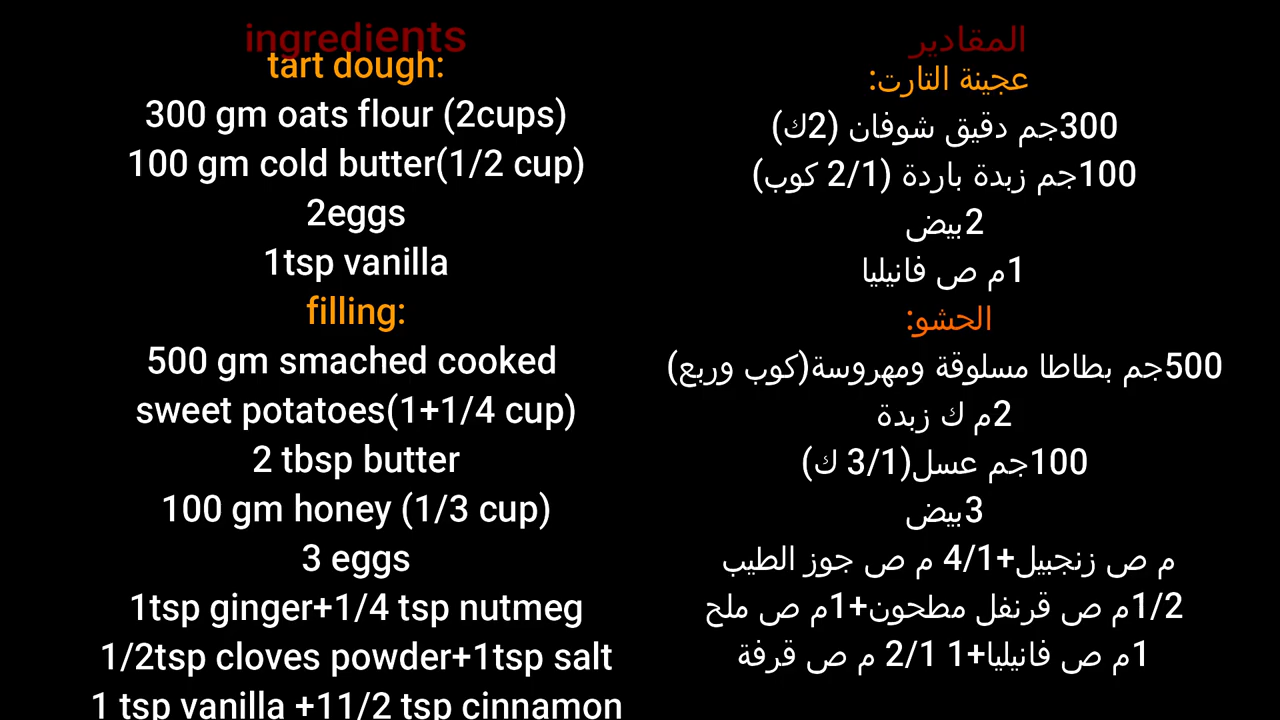 ingredients
tart dough:
300 gm oats flour (2cups)
100 gm cold butter(1/2 cup)
2eggs
1tsp vanilla
filling:
500 gm smached cooked
sweet potatoes(1+1/4 cup)
2 tbsp butter
100 gm honey (1/3 cup)
3 eggs
1tsp ginger+1/4 tsp nutmeg
1/2tsp cloves powder+1tsp salt
1 tsp vanilla +11/2 tsp cinnamon
المقادير
عجينة التارت:
300جم دقيق شوفان (2ك)
100جم زبدة باردة (2/1 كوب)
2بيض
1م ص فانيليا
الحشو:
500جم بطاطا مسلوقة ومهروسة(كوب وربع)
2م ك زبدة
100جم عسل(3/1 ك)
3بيض
م ص زنجبيل+4/1 م ص جوز الطيب
1/2م ص قرنفل مطحون+1م ص ملح
1م ص فانيليا+1 2/1 م ص قرفة